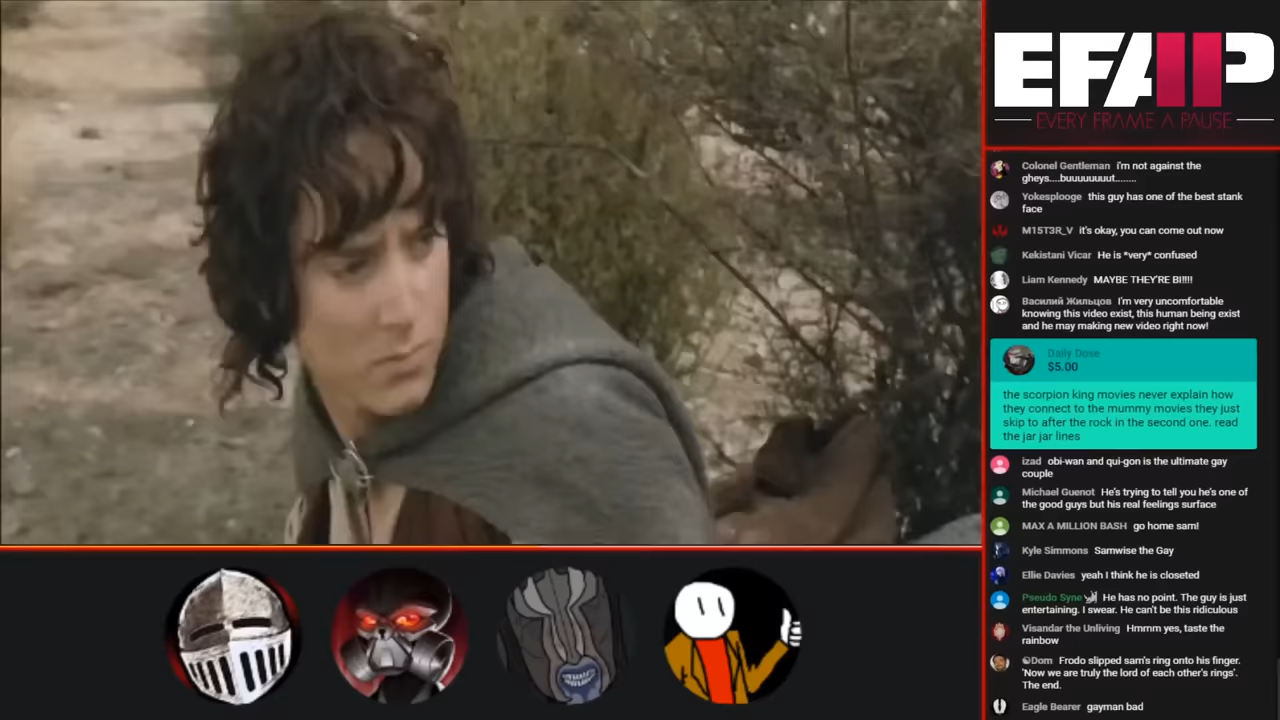 EFAP
EVERY FRAME A PAUSE
Colonel Gentleman i'm not against the
gheys....buuuuuuuut........
Yokesplooge this guy has one of the best stank
face
M15T3R_V it's okay, you can come out now
Kekistani Vicar He is *very* confused
Liam Kennedy MAYBE THEY'RE BI!!!!
Василий Жильцов I'm very uncomfortable
knowing this video exist, this human being exist
and he may making new video right now!
Daily Dose
$5.00
the scorpion king movies never explain how
they connect to the mummy movies they just
skip to after the rock in the second one. read
the jar jar lines
izad obi-wan and qui-gon is the ultimate gay
couple
Michael Guenot He's trying to tell you he's one of
the good guys but his real feelings surface
MAX A MILLION BASH go home sam!
Kyle Simmons Samwise the Gay
Ellie Davies yeah I think he is closeted
Pseudo Syne He has no point. The guy is just
entertaining. I swear. He can't be this ridiculous
Visandar the Unliving Hmmm yes, taste the
rainbow
Dom Frodo slipped sam's ring onto his finger.
'Now we are truly the lord of each other's rings'.
The end.
Eagle Bearer gayman bad